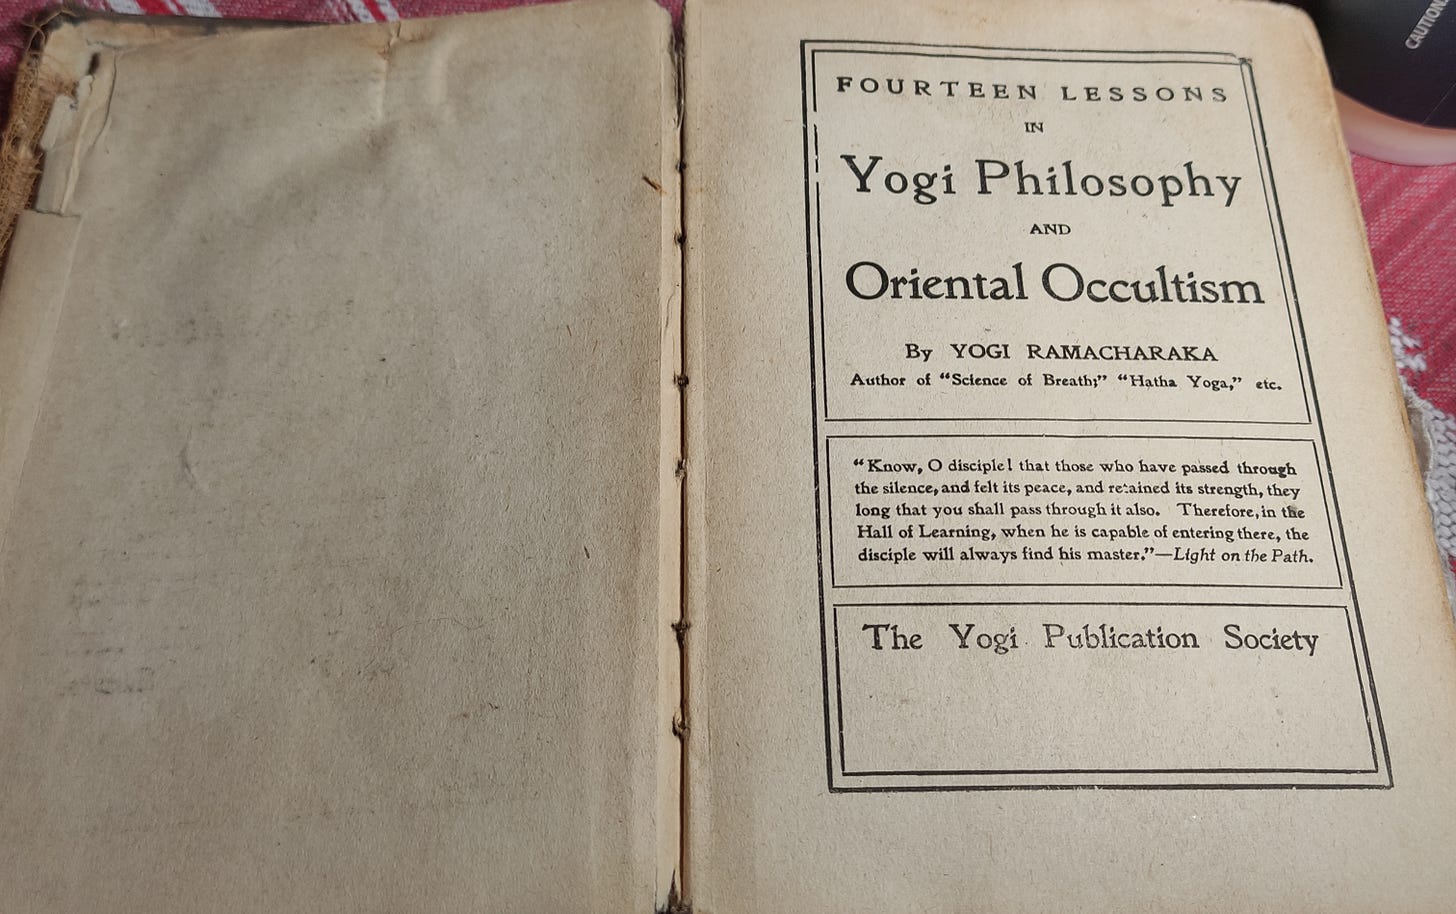 FOURTEEN LESSONS
IN
Yogi Philosophy
AND
Oriental Occultism
By YOGI RAMACHARAKA
Author of “Science of Breath;” “Hatha Yoga,” etc.
“Know, O disciple! that those who have passed through
the silence, and felt its peace, and retained its strength, they
long that you shall pass through it also. Therefore, in the
Hall of Learning, when he is capable of entering there, the
disciple will always find his master.”—Light on the Path.
The Yogi Publication Society
CAUTION